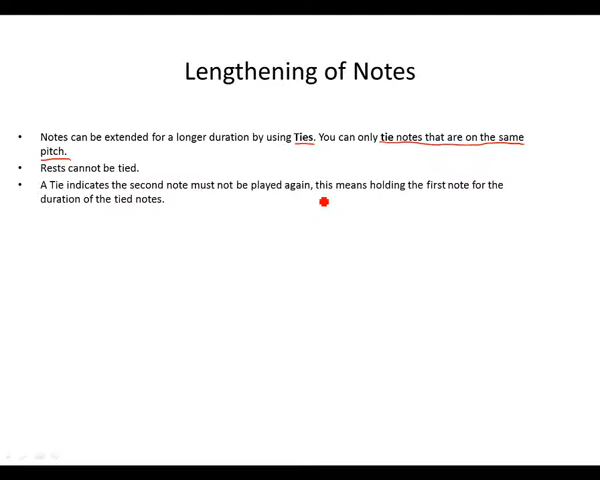 Lengthening of Notes
• Notes can be extended for a longer duration by using Ties. You can only tie notes that are on the same
pitch.
• Rests cannot be tied.
• A Tie indicates the second note must not be played again, this means holding the first note for the
duration of the tied notes.